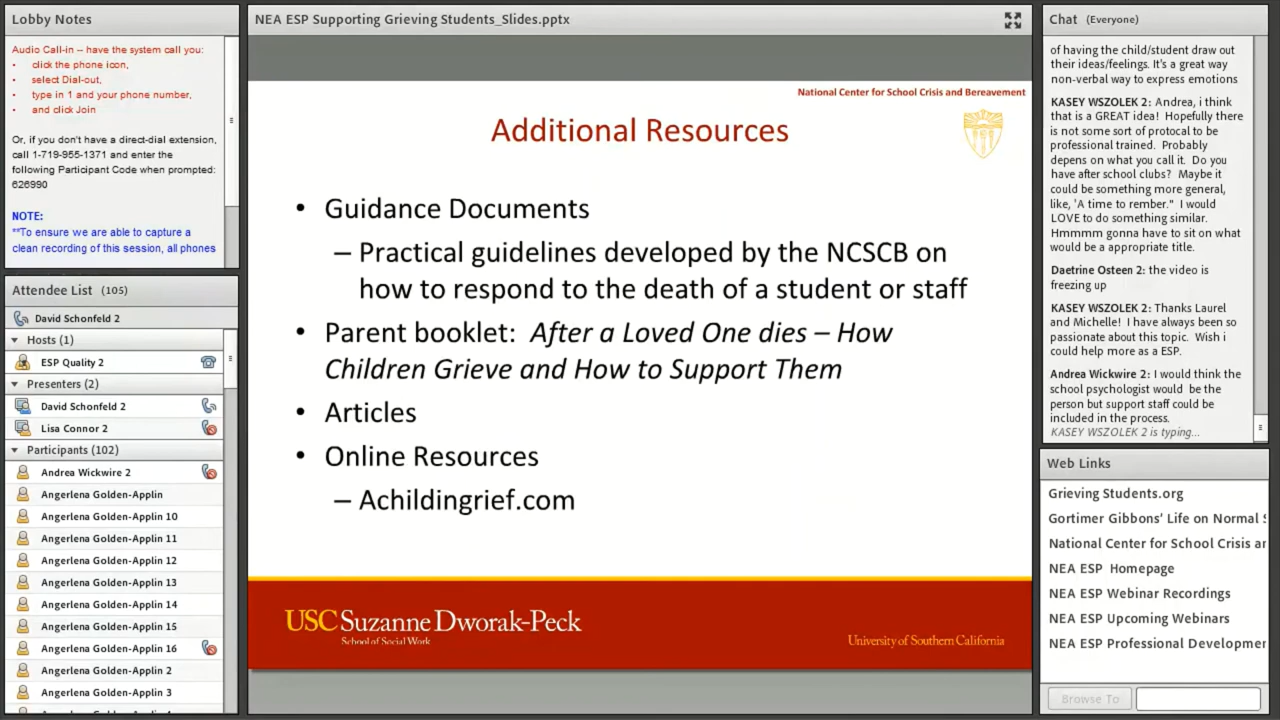 Lobby Notes
Audio Call-in – have the system call you:
• click the phone icon,
• select Dial-out,
• type in 1 and your phone number,
• and click Join
Or, if you don't have a direct-dial extension,
call 1-719-955-1371 and enter the
following Participant Code when prompted:
626990
NOTE:
**To ensure we are able to capture a
clean recording of this session, all phones
Attendee List (105)
David Schonfeld 2
Hosts (1)
ESP Quality 2
Presenters (2)
David Schonfeld 2
Lisa Connor 2
Participants (102)
Andrea Wickwire 2
Angerlena Golden-Applin
Angerlena Golden-Applin 10
Angerlena Golden-Applin 11
Angerlena Golden-Applin 12
Angerlena Golden-Applin 13
Angerlena Golden-Applin 14
Angerlena Golden-Applin 15
Angerlena Golden-Applin 16
Angerlena Golden-Applin 2
Angerlena Golden-Applin 3
NEA ESP Supporting Grieving Students_Slides.pptx
National Center for School Crisis and Bereavement
Additional Resources
• Guidance Documents
– Practical guidelines developed by the NCSCB on
how to respond to the death of a student or staff
• Parent booklet: After a Loved One dies – How
Children Grieve and How to Support Them
• Articles
• Online Resources
– Achildingrief.com
USC Suzanne Dworak-Peck
School of Social Work
University of Southern California
Chat (Everyone)
of having the child/student draw out
their ideas/feelings. It's a great way
non-verbal way to express emotions
KASEY WSZOLEK 2: Andrea, i think
that is a GREAT idea! Hopefully there
is not some sort of protocal to be
professional trained. Probably
depens on what you call it. Do you
have after school clubs? Maybe it
could be something more general,
like, 'A time to rember." I would
LOVE to do something similar.
Hmmmm gonna have to sit on what
would be a appropriate title.
Daetrine Osteen 2: the video is
freezing up
KASEY WSZOLEK 2: Thanks Laurel
and Michelle! I have always been so
passionate about this topic. Wish i
could help more as a ESP.
Andrea Wickwire 2: I would think the
school psychologist would be the
person but support staff could be
included in the process.
KASEY WSZOLEK 2 is typing...
Web Links
Grieving Students.org
Gortimer Gibbons' Life on Normal
National Center for School Crisis
NEA ESP Homepage
NEA ESP Webinar Recordings
NEA ESP Upcoming Webinars
NEA ESP Professional
Browse To